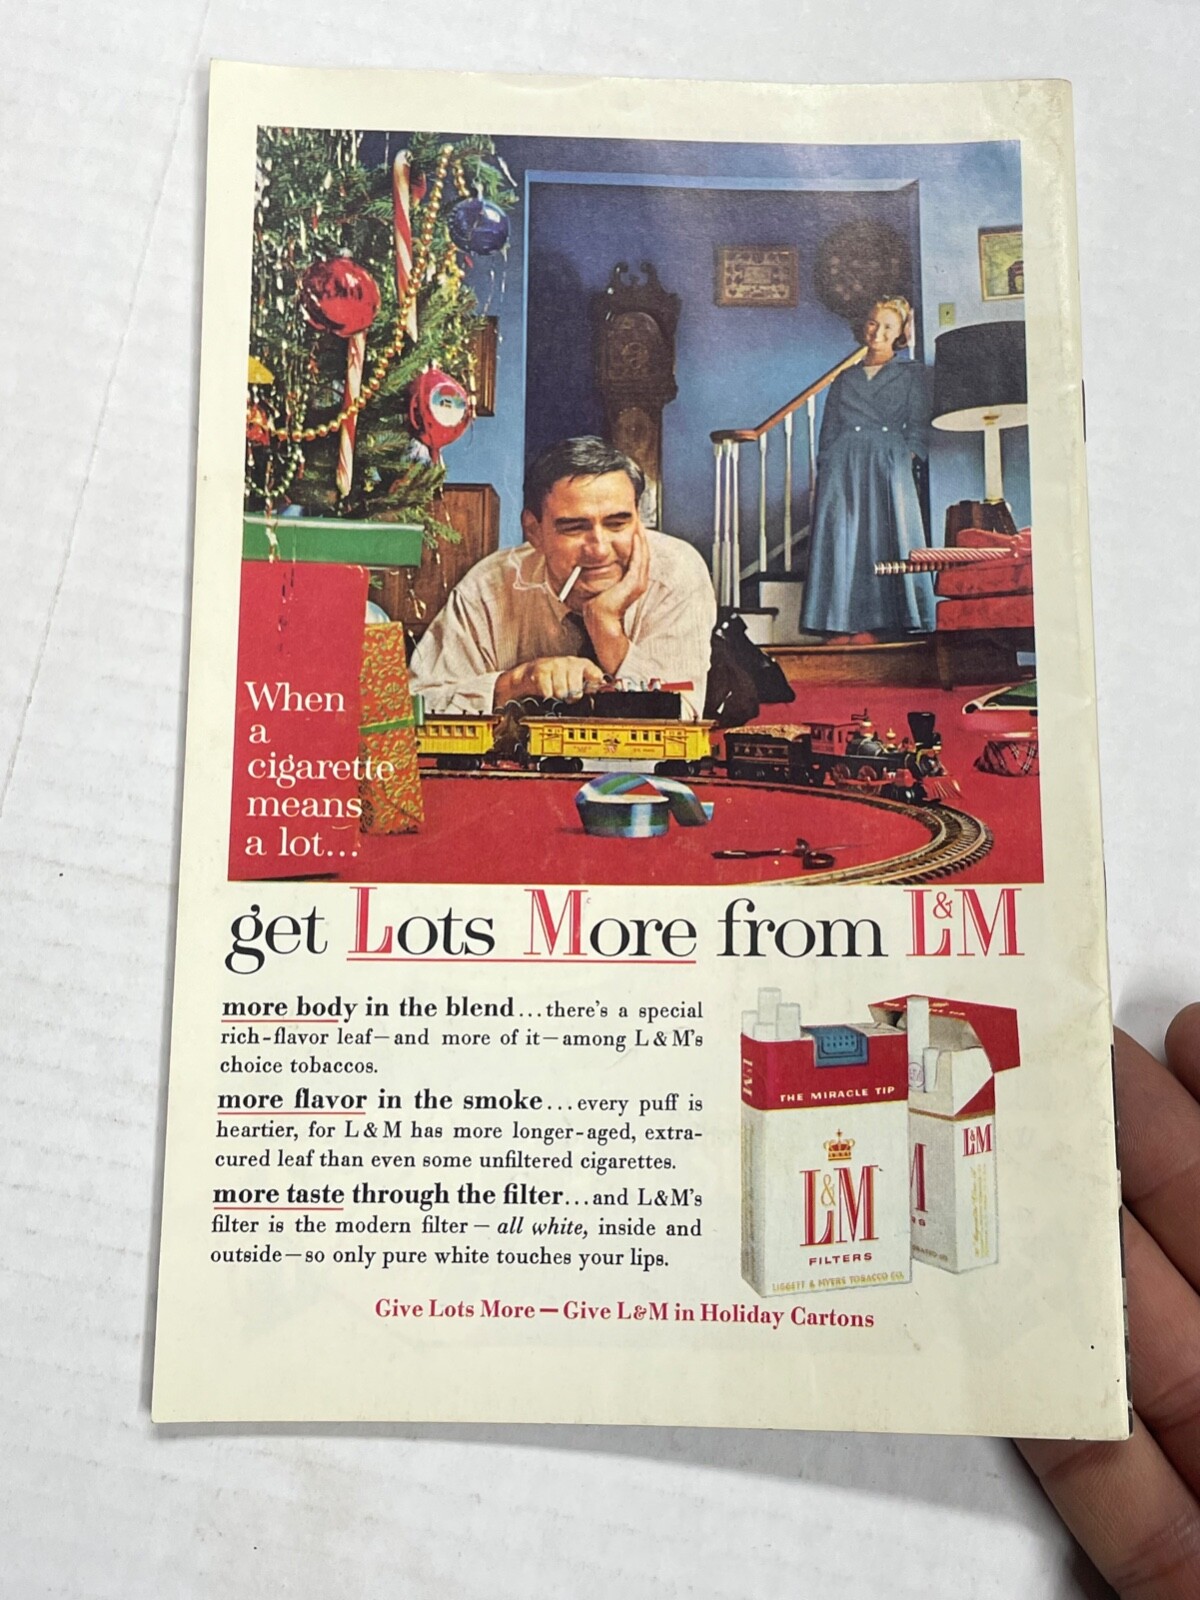 When
a
cigarette
means
a lot...
get Lots More from L&M
more body in the blend...there's a special
rich-flavor leaf—and more of it—among L&M's
choice tobaccos.
more flavor in the smoke...every puff is
heartier, for L&M has more longer-aged, extra-
cured leaf than even some unfiltered cigarettes.
more taste through the filter...and L&M's
filter is the modern filter — all white, inside and
outside—so only pure white touches your lips.
L&M
THE MIRACLE TIP
L&M
FILTERS
LIGGETT & MYERS TOBACCO CO.
L&M
Give Lots More — Give L&M in Holiday Cartons